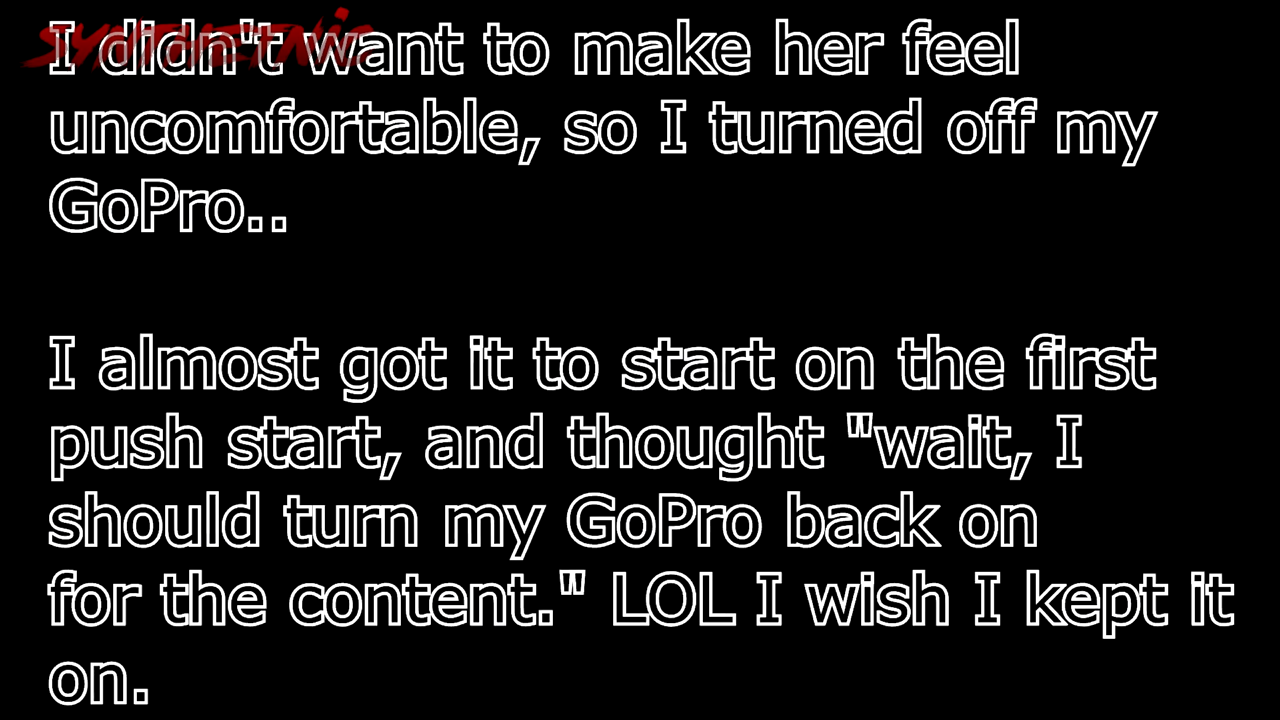 SYNTHETNIC
I didn't want to make her feel
uncomfortable, so I turned off my
GoPro..
I almost got it to start on the first
push start, and thought "wait, I
should turn my GoPro back on
for the content." LOL I wish I kept it
on.